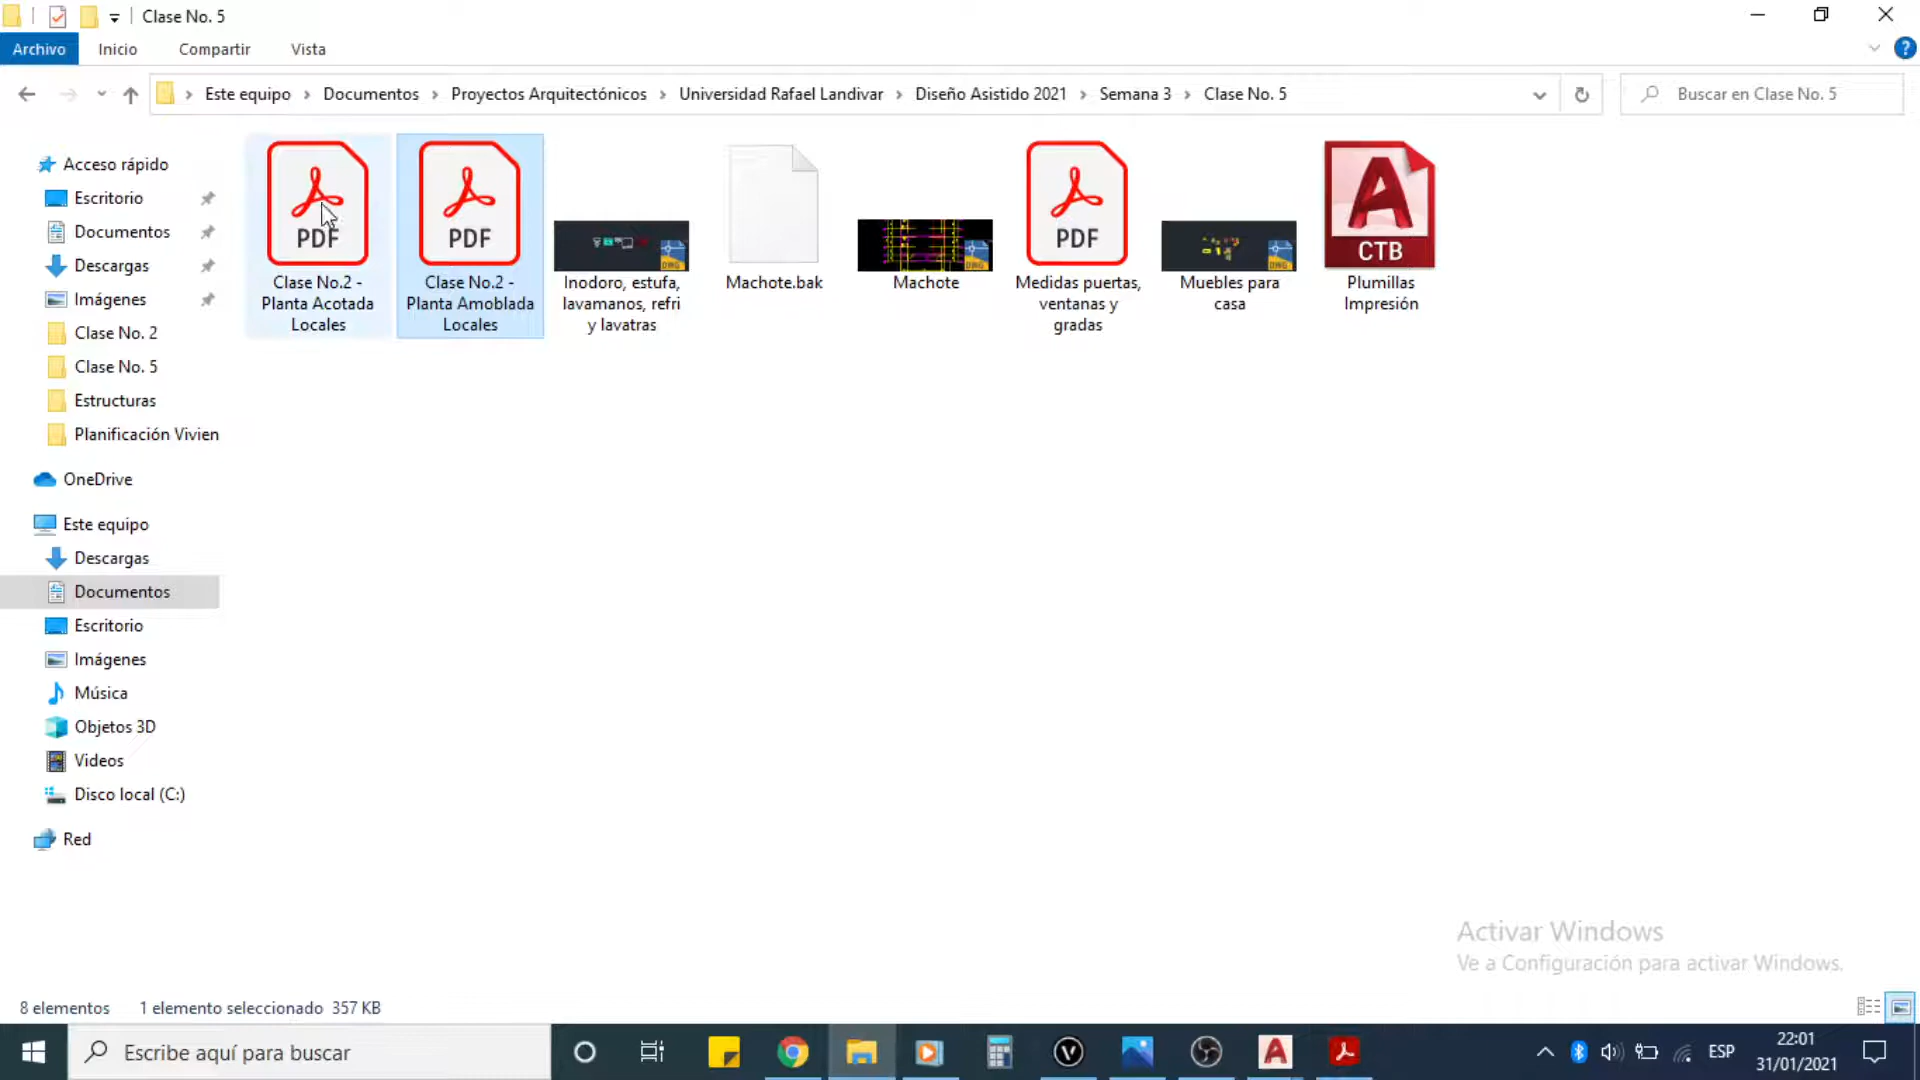 Clase No. 5
Archivo Inicio Compartir Vista
Este equipo Documentos Proyectos Arquitectónicos Universidad Rafael Landivar Diseño Asistido 2021 Semana 3 Clase No. 5
Buscar en Clase No. 5
Acceso rápido
Escritorio
Documentos
Descargas
Imágenes
Clase No. 2
Clase No. 5
Estructuras
Planificación Vivien
OneDrive
Este equipo
Descargas
Documentos
Escritorio
Imágenes
Música
Objetos 3D
Videos
Disco local (C:)
Red
PDF
Clase No.2 -
Planta Acotada
Locales
PDF
Clase No.2 -
Planta Amoblada
Locales
DWG
Inodoro, estufa,
lavamanos, refri
y lavatras
Machote.bak
DWG
Machote
PDF
Medidas puertas,
ventanas y
gradas
DWG
Muebles para
casa
A
CTB
Plumillas
Impresión
Activar Windows
Ve a Configuración para activar Windows.
8 elementos 1 elemento seleccionado 357 KB
Escribe aquí para buscar
ESP
22:01
31/01/2021